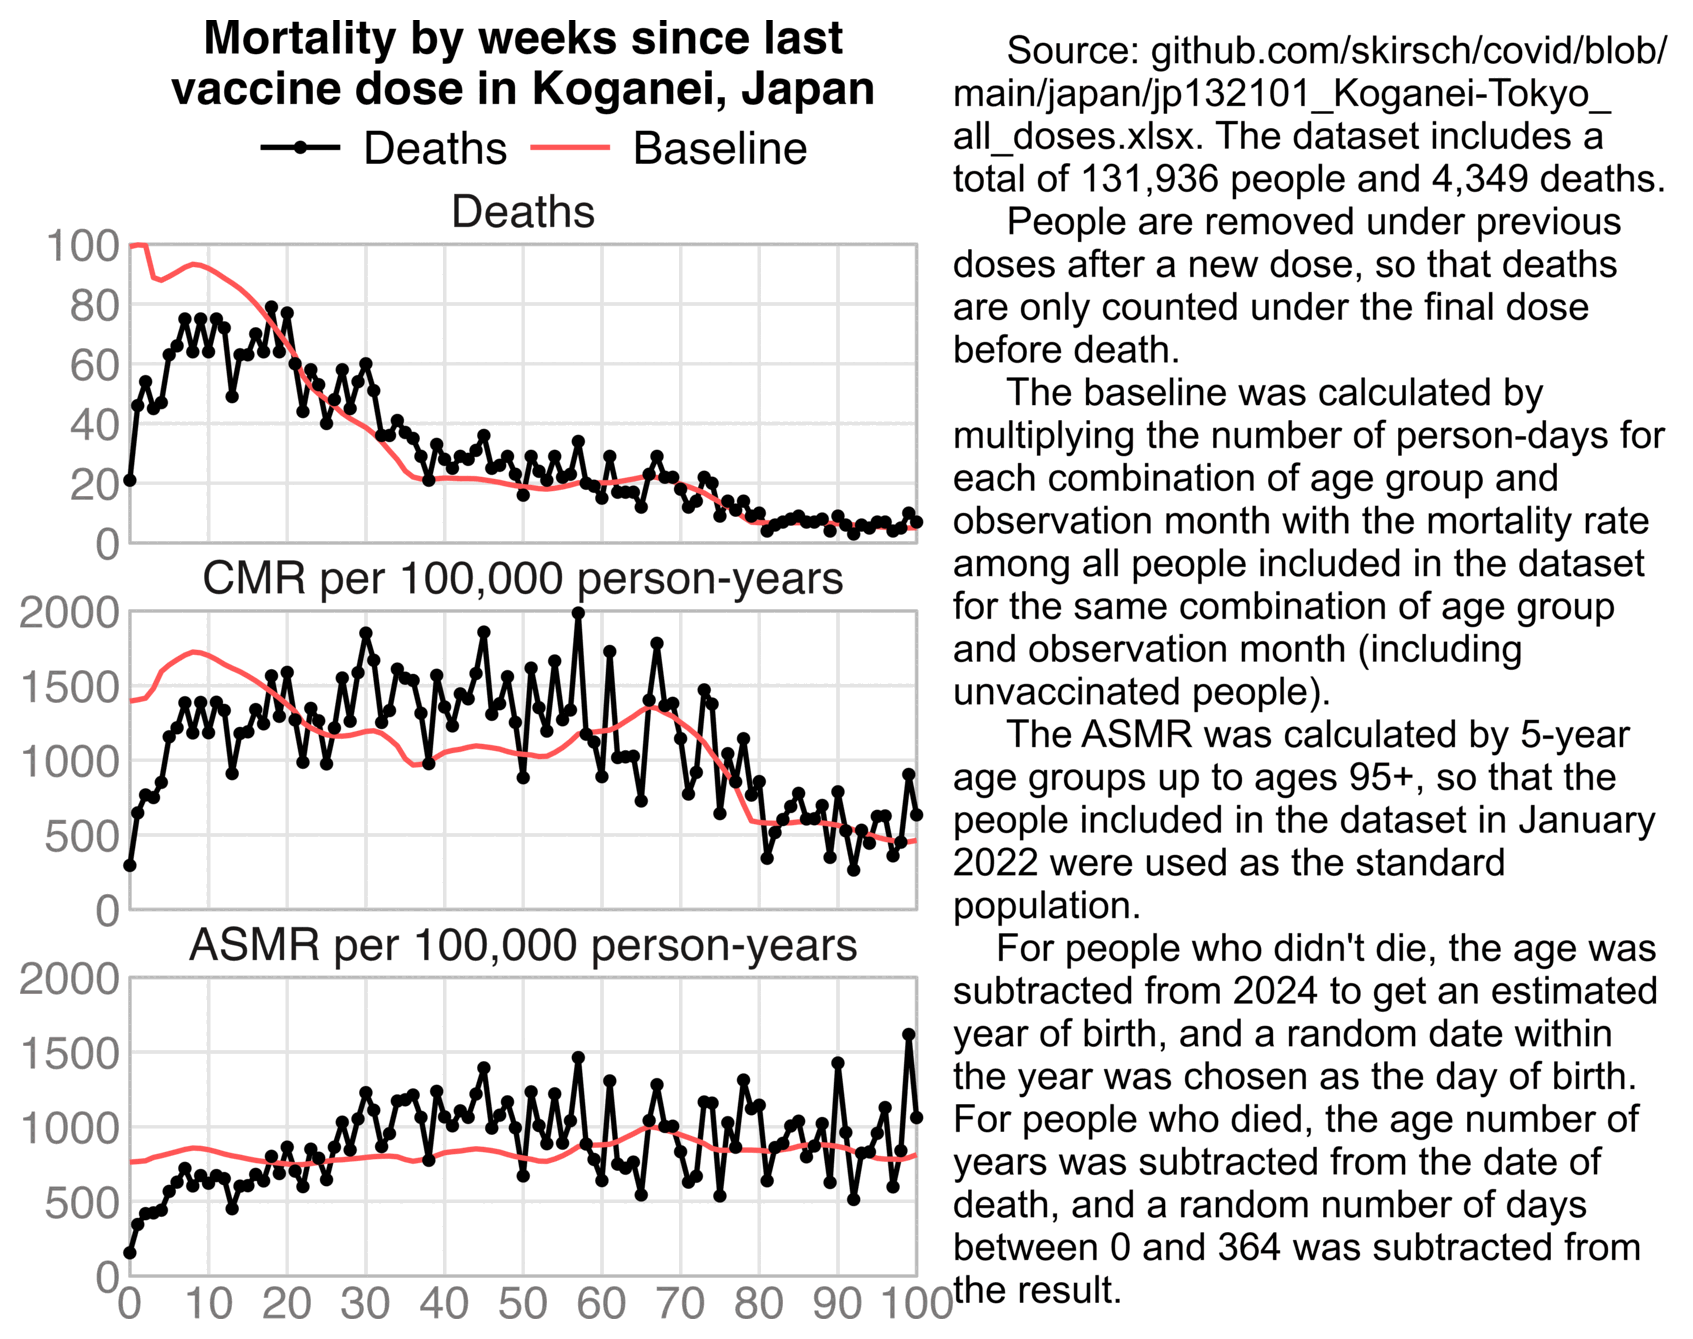 Mortality by weeks since last
vaccine dose in Koganei, Japan
Deaths
Baseline
Deaths
100
80
60
40
20
0
CMR per 100,000 person-years
2000
1500
1000
500
0
ASMR per 100,000 person-years
2000
1500
1000
500
0
0 10 20 30 40 50 60 70 80 90 100
Source: github.com/skirsch/covid/blob/
main/japan/jp132101_Koganei-Tokyo_
all_doses.xlsx. The dataset includes a
total of 131,936 people and 4,349 deaths.
People are removed under previous
doses after a new dose, so that deaths
are only counted under the final dose
before death.
The baseline was calculated by
multiplying the number of person-days for
each combination of age group and
observation month with the mortality rate
among all people included in the dataset
for the same combination of age group
and observation month (including
unvaccinated people).
The ASMR was calculated by 5-year
age groups up to ages 95+, so that the
people included in the dataset in January
2022 were used as the standard
population.
For people who didn't die, the age was
subtracted from 2024 to get an estimated
year of birth, and a random date within
the year was chosen as the day of birth.
For people who died, the age number of
years was subtracted from the date of
death, and a random number of days
between 0 and 364 was subtracted from
the result.